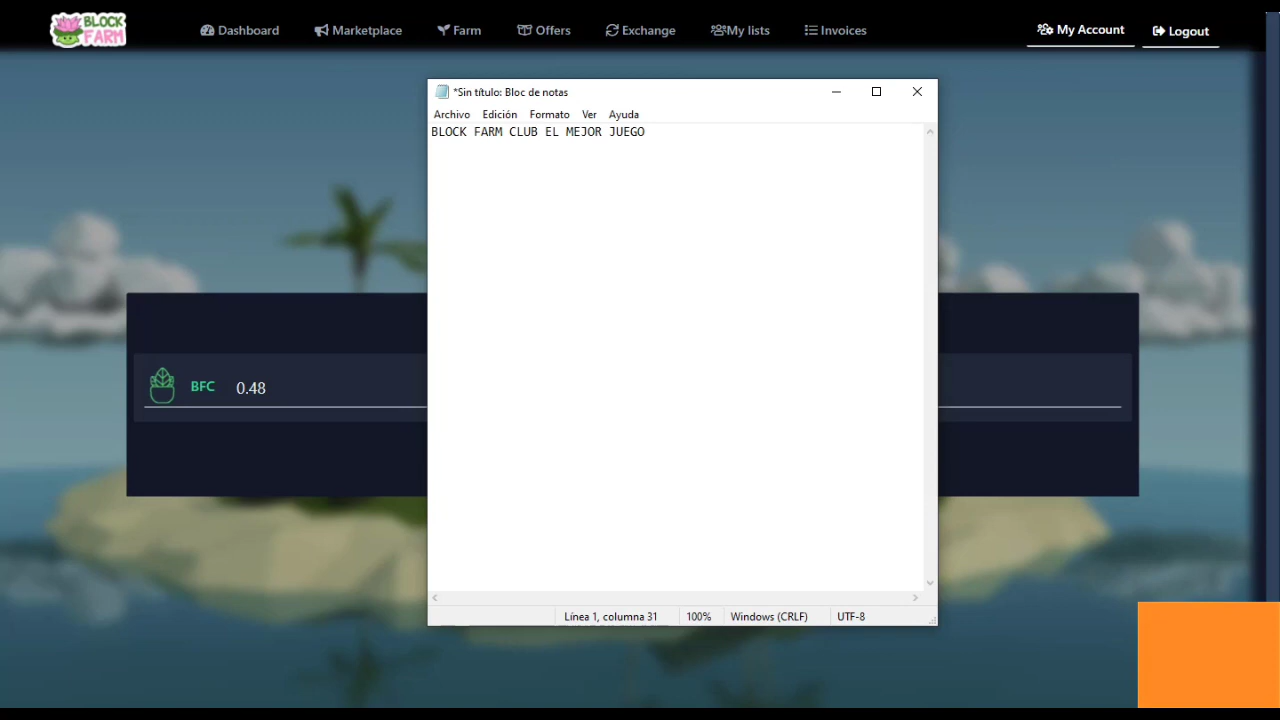 BLOCK
FARM
Dashboard
Marketplace
Farm
Offers
Exchange
My lists
Invoices
My Account
Logout
*Sin título: Bloc de notas
Archivo Edición Formato Ver Ayuda
BLOCK FARM CLUB EL MEJOR JUEGO
BFC 0.48
Línea 1, columna 31 100% Windows (CRLF) UTF-8